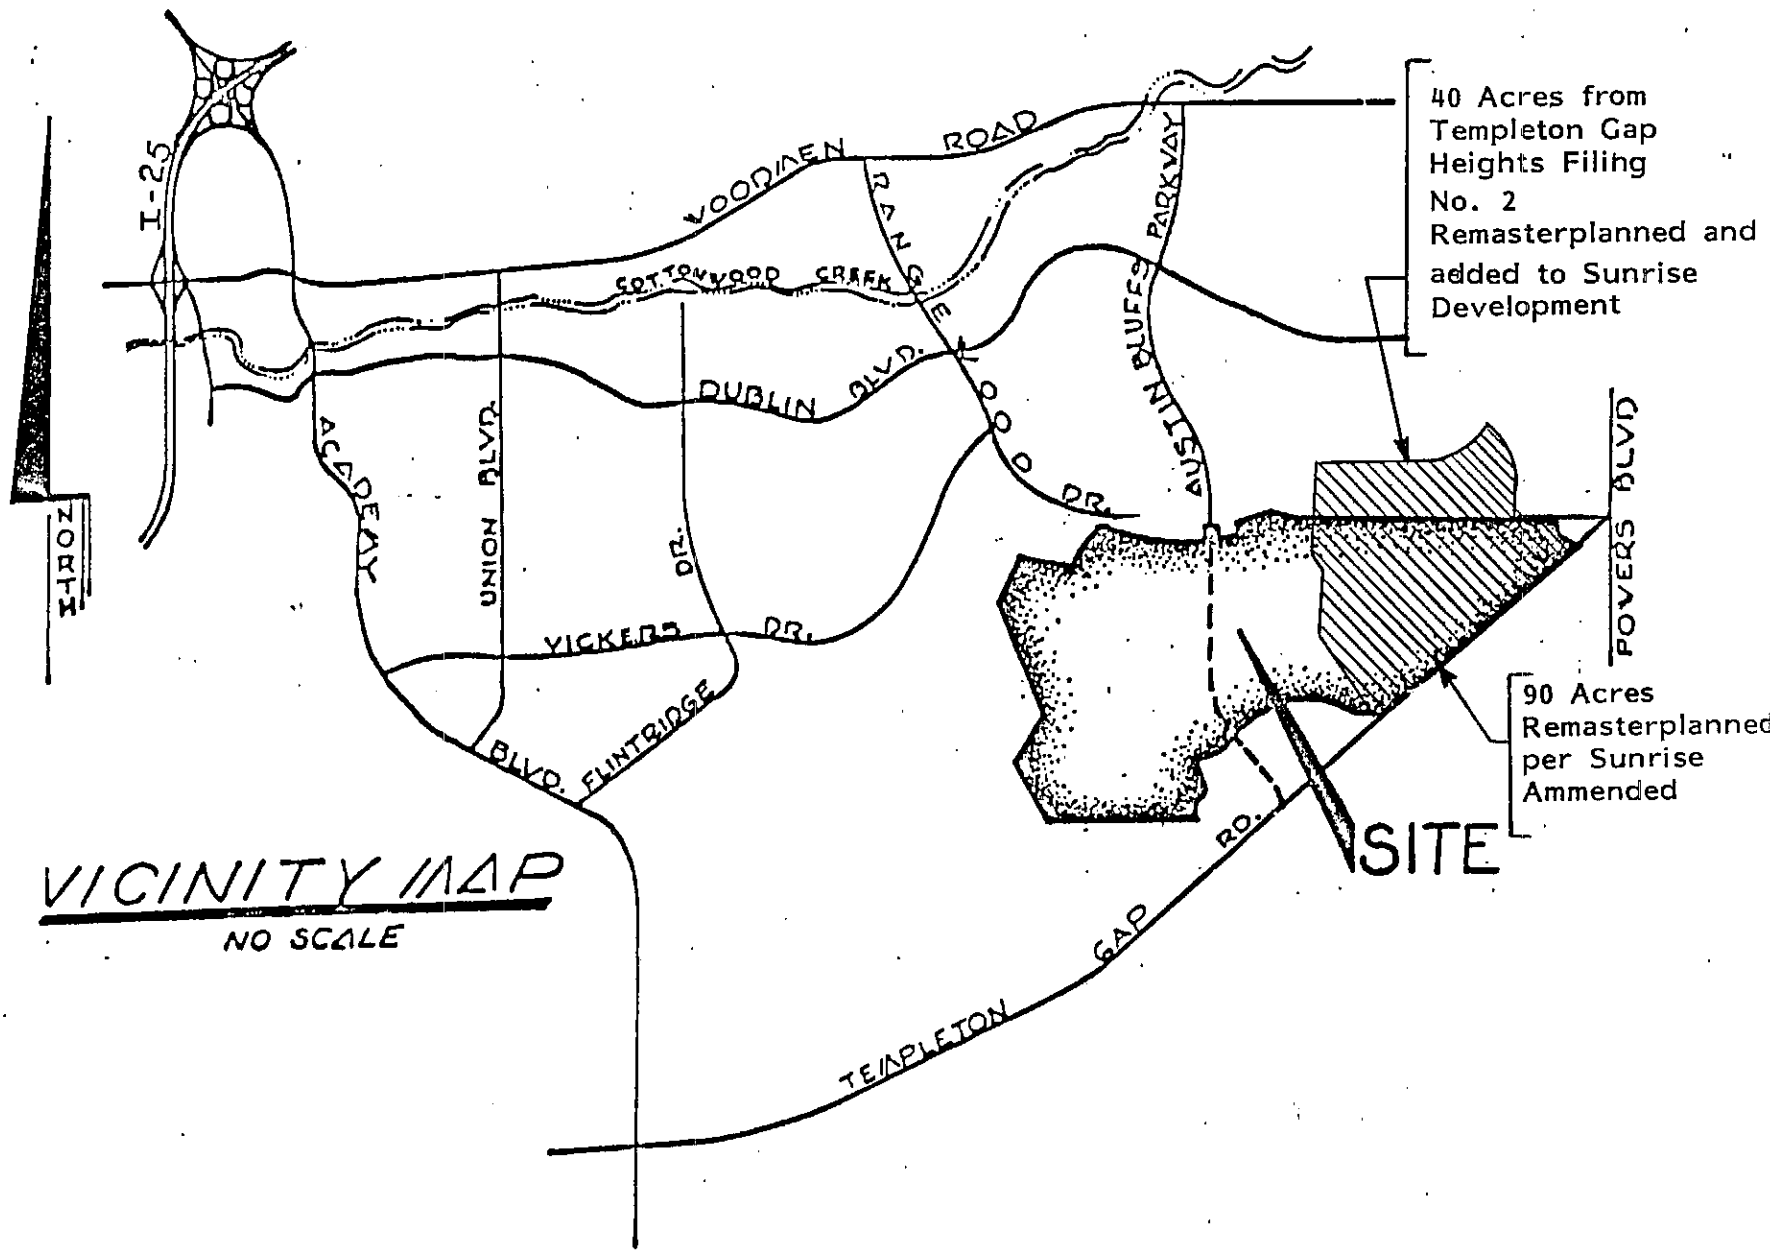 I-25
WOODMEN ROAD
40 Acres from
Templeton Gap
Heights Filing
No. 2
Remasterplanned and
added to Sunrise
Development
RANGEWOOD DR.
AUSTIN BLUFFS PARKWAY
COTTONWOOD CREEK
DUBLIN BLVD.
ACADEMY BLVD.
UNION BLVD.
FLINTRIDGE DR.
VICKERS DR.
POWERS BLVD
NORTH
90 Acres
Remasterplanned
per Sunrise
Ammended
SITE
TEMPLETON GAP RD.
VICINITY MAP
NO SCALE